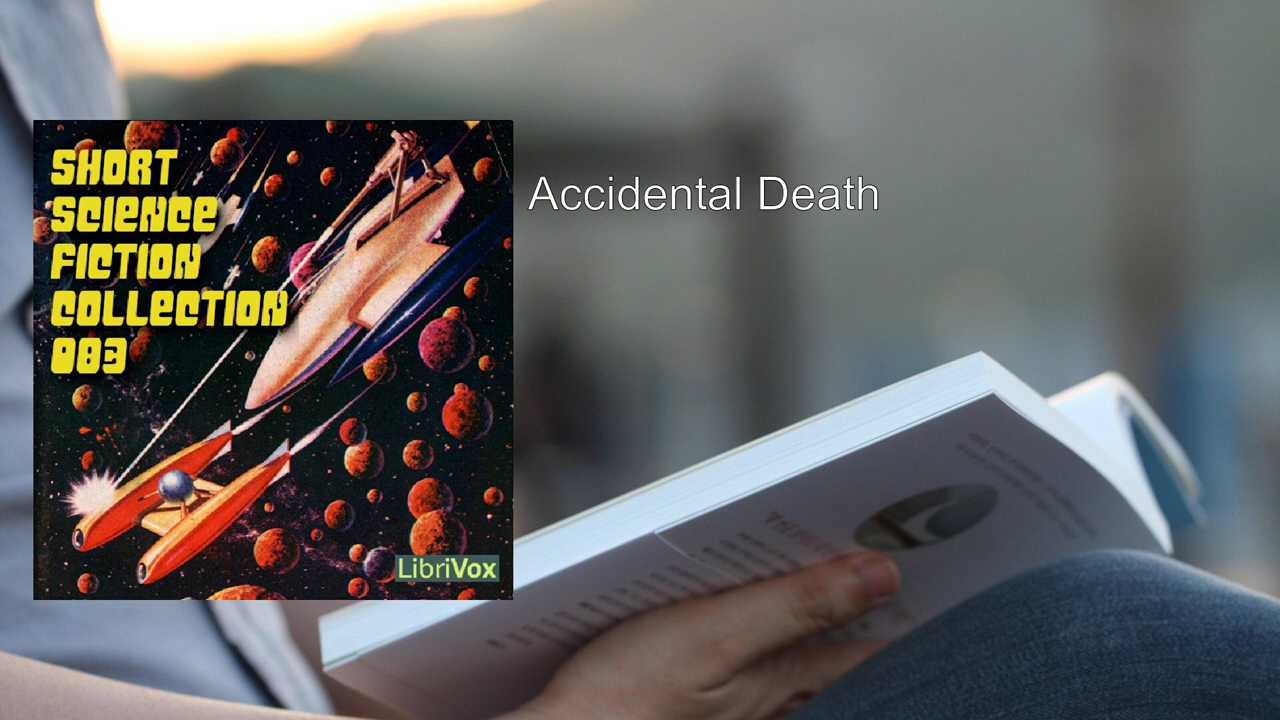 SHORT
SCIENCE
FICTION
COLLECTION
083
LibriVox
Accidental Death